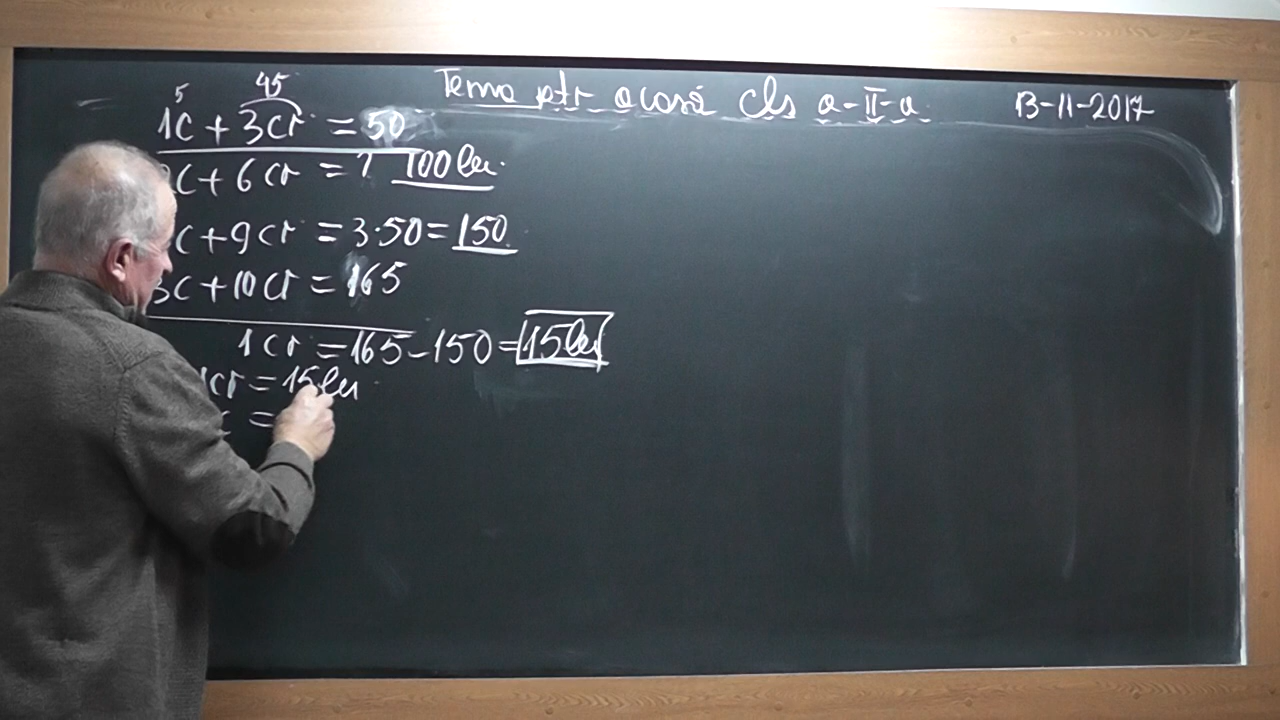 Tema ptr acasă cls a-II-a 13-11-2017
5 45
1c + 3cr = 50
c + 6cr = ? 100 lei
c + 9cr = 3·50 = 150
3c + 10cr = 165
1cr = 165 - 150 = 15 lei
1cr = 15 lei
c =